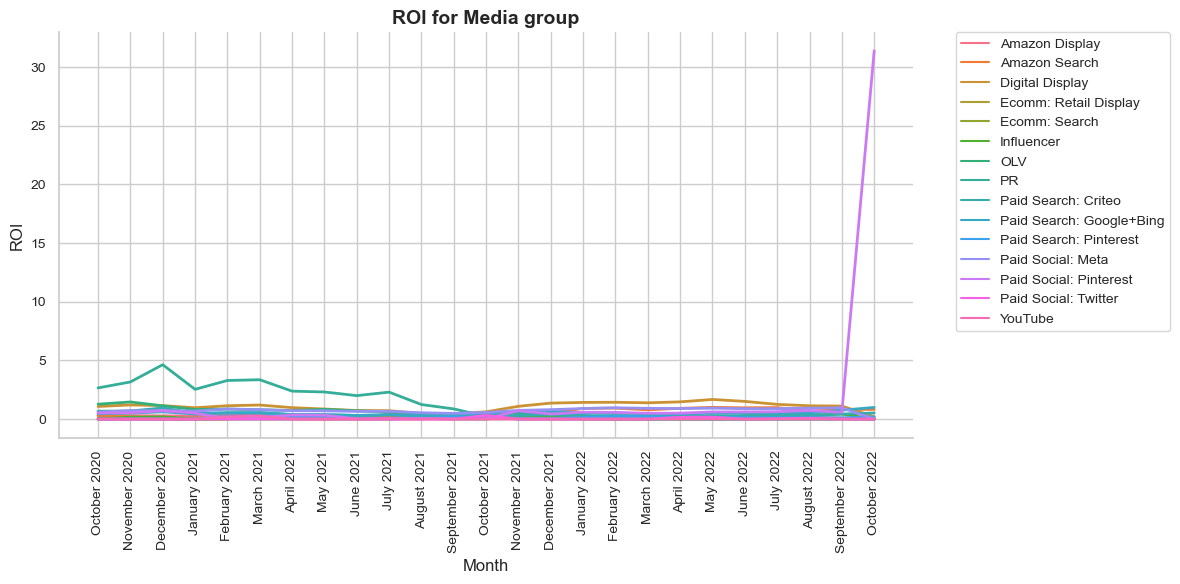 ROI for Media group
ROI
30
25
20
15
10
5
0
October 2020
November 2020
December 2020
January 2021
February 2021
March 2021
April 2021
May 2021
June 2021
July 2021
August 2021
September 2021
October 2021
November 2021
December 2021
January 2022
February 2022
March 2022
April 2022
May 2022
June 2022
July 2022
August 2022
September 2022
October 2022
Month
Amazon Display
Amazon Search
Digital Display
Ecomm: Retail Display
Ecomm: Search
Influencer
OLV
PR
Paid Search: Criteo
Paid Search: Google+Bing
Paid Search: Pinterest
Paid Social: Meta
Paid Social: Pinterest
Paid Social: Twitter
YouTube